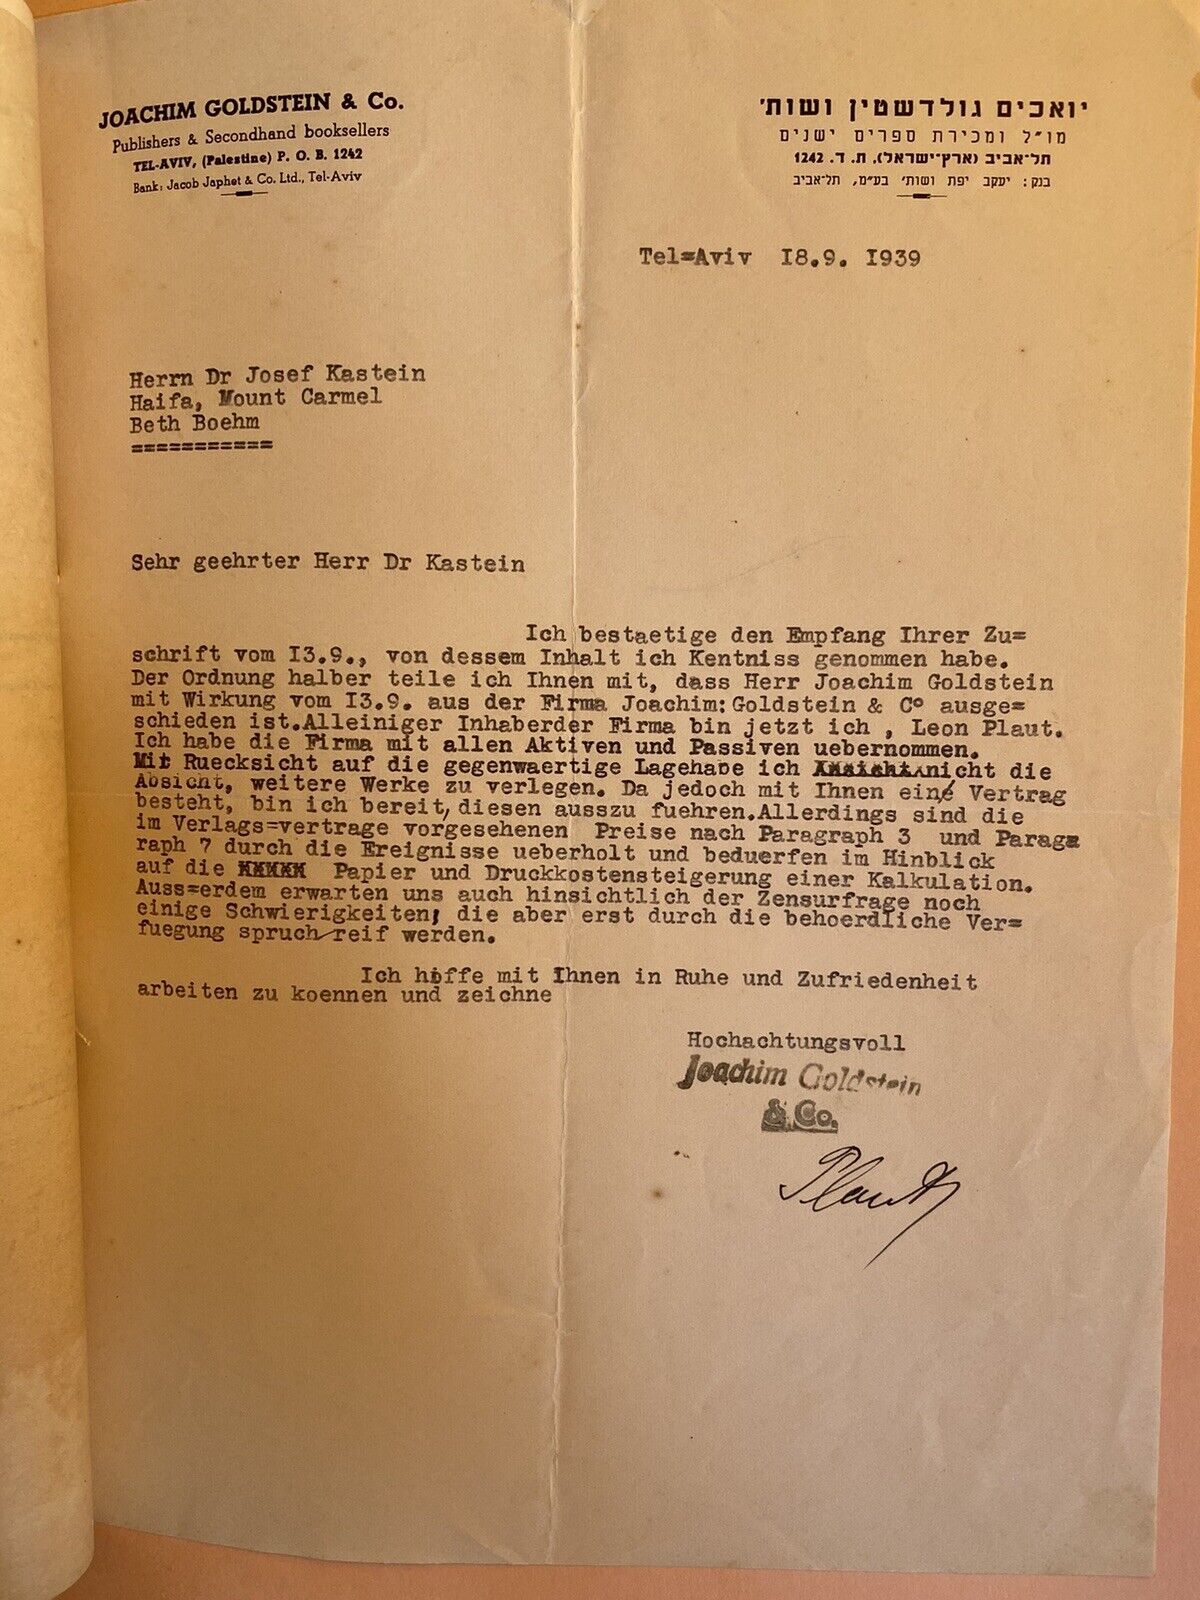 JOACHIM GOLDSTEIN & Co.
Publishers & Secondhand booksellers
TEL-AVIV, (Palestine) P. O. B. 1242
Bank: Jacob Japhet & Co. Ltd., Tel-Aviv
יואכים גולדשטין ושות'
מו"ל ומכירת ספרים ישנים
תל־אביב (ארץ־ישראל), ת. ד. 1242
בנק: יעקב יפת ושות' בע"מ, תל־אביב
Tel=Aviv 18.9. 1939
Herrn Dr Josef Kastein
Haifa, Mount Carmel
Beth Boehm
============
Sehr geehrter Herr Dr Kastein
Ich bestaetige den Empfang Ihrer Zu=
schrift vom 13.9., von dessem Inhalt ich Kentniss genommen habe.
Der Ordnung halber teile ich Ihnen mit, dass Herr Joachim Goldstein
mit Wirkung vom 13.9. aus der Firma Joachim: Goldstein & C° ausge=
schieden ist.Alleiniger Inhaberder Firma bin jetzt ich , Leon Plaut.
Ich habe die Firma mit allen Aktiven und Passiven uebernommen.
Mit Ruecksicht auf die gegenwaertige Lagehabe ich nicht die
Absicht, weitere Werke zu verlegen. Da jedoch mit Ihnen eine Vertrag
besteht, bin ich bereit, diesen ausszu fuehren.Allerdings sind die
im Verlags=vertrage vorgesehenen Preise nach Paragraph 3 und Parag=
raph 7 durch die Ereignisse ueberholt und beduerfen im Hinblick
auf die Papier und Druckkostensteigerung einer Kalkulation.
Auss=erdem erwarten uns auch hinsichtlich der Zensurfrage noch
einige Schwierigkeiten, die aber erst durch die behoerdliche Ver=
fuegung spruch reif werden.
Ich hoffe mit Ihnen in Ruhe und Zufriedenheit
arbeiten zu koennen und zeichne
Hochachtungsvoll
Joachim Goldstein
& Co.
Plaut